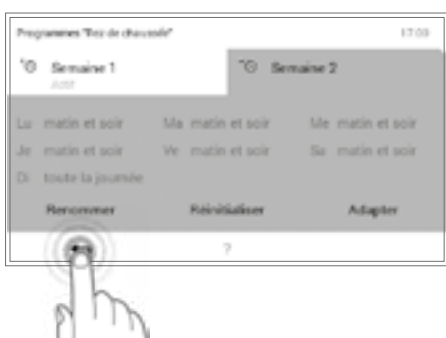 Programmes "Rez de chaussée" 17:00
Semaine 1 Semaine 2
Actif
Lu matin et soir Ma matin et soir Me matin et soir
Je matin et soir Ve matin et soir Sa matin et soir
Di toute la journée
Renommer Réinitialiser Adapter
?